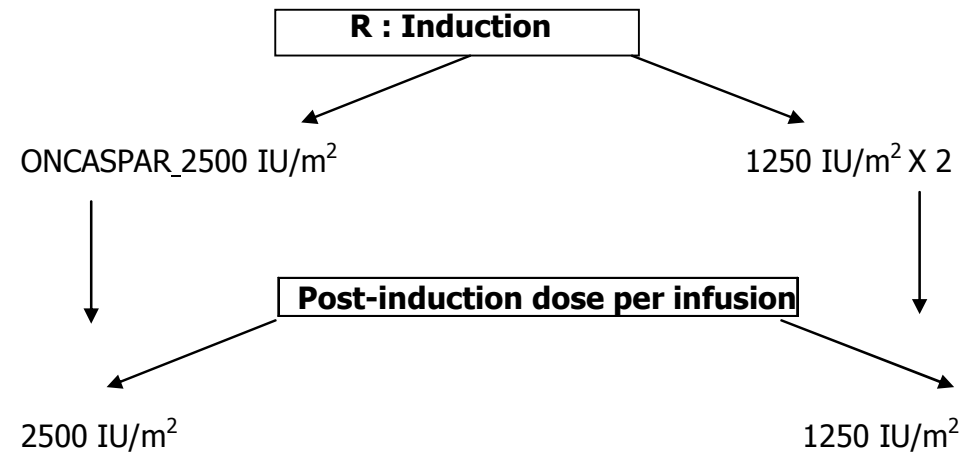 R : Induction
ONCASPAR 2500 IU/m² 1250 IU/m² X 2
Post-induction dose per infusion
2500 IU/m² 1250 IU/m²